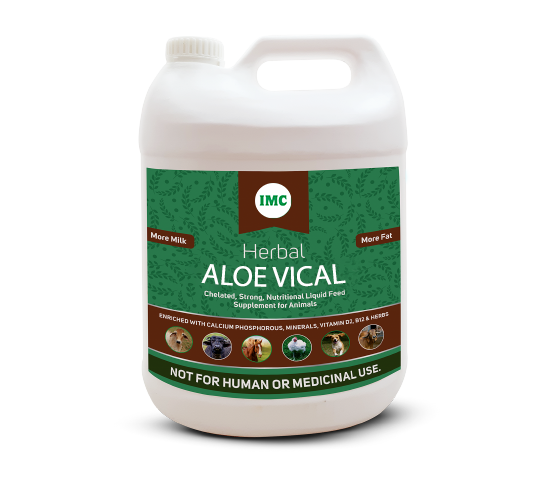 IMC
More Milk
More Fat
Herbal
ALOE VICAL
Chelated, Strong, Nutritional Liquid Feed
Supplement for Animals
ENRICHED WITH CALCIUM PHOSPHOROUS, MINERALS, VITAMIN D3, B12 & HERBS
NOT FOR HUMAN OR MEDICINAL USE.